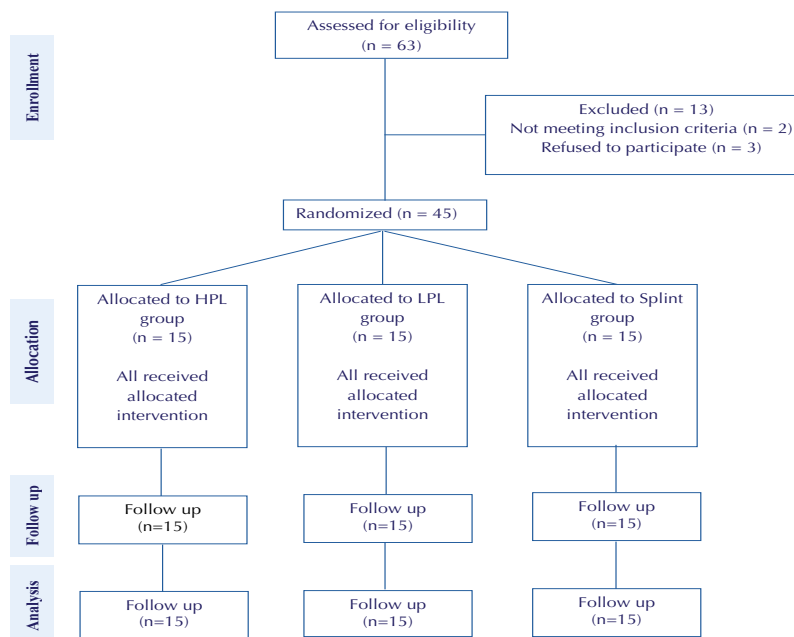 Enrollment
Assessed for eligibility
(n = 63)
Excluded (n = 13)
Not meeting inclusion criteria (n = 2)
Refused to participate (n = 3)
Randomized (n = 45)
Allocation
Allocated to HPL
group
(n = 15)
All received
allocated
intervention
Allocated to LPL
group
(n = 15)
All received
allocated
intervention
Allocated to Splint
group
(n = 15)
All received
allocated
intervention
Follow up
Follow up
(n=15)
Follow up
(n=15)
Follow up
(n=15)
Analysis
Follow up
(n=15)
Follow up
(n=15)
Follow up
(n=15)